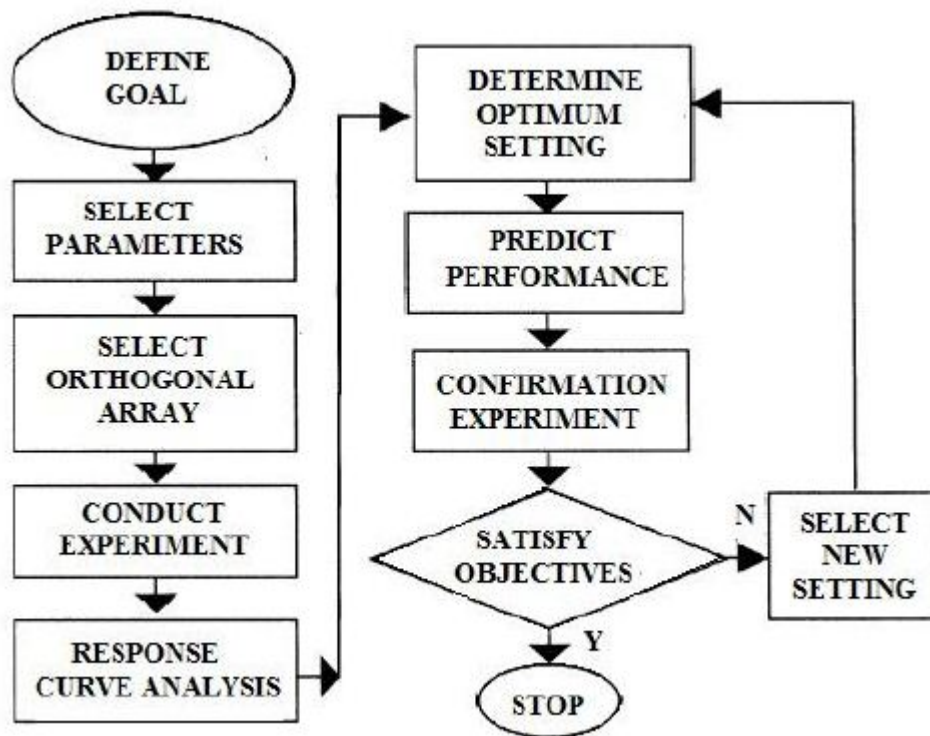 DEFINE
GOAL
SELECT
PARAMETERS
SELECT
ORTHOGONAL
ARRAY
CONDUCT
EXPERIMENT
RESPONSE
CURVE ANALYSIS
DETERMINE
OPTIMUM
SETTING
PREDICT
PERFORMANCE
CONFIRMATION
EXPERIMENT
SATISFY
OBJECTIVES
N
SELECT
NEW
SETTING
Y
STOP